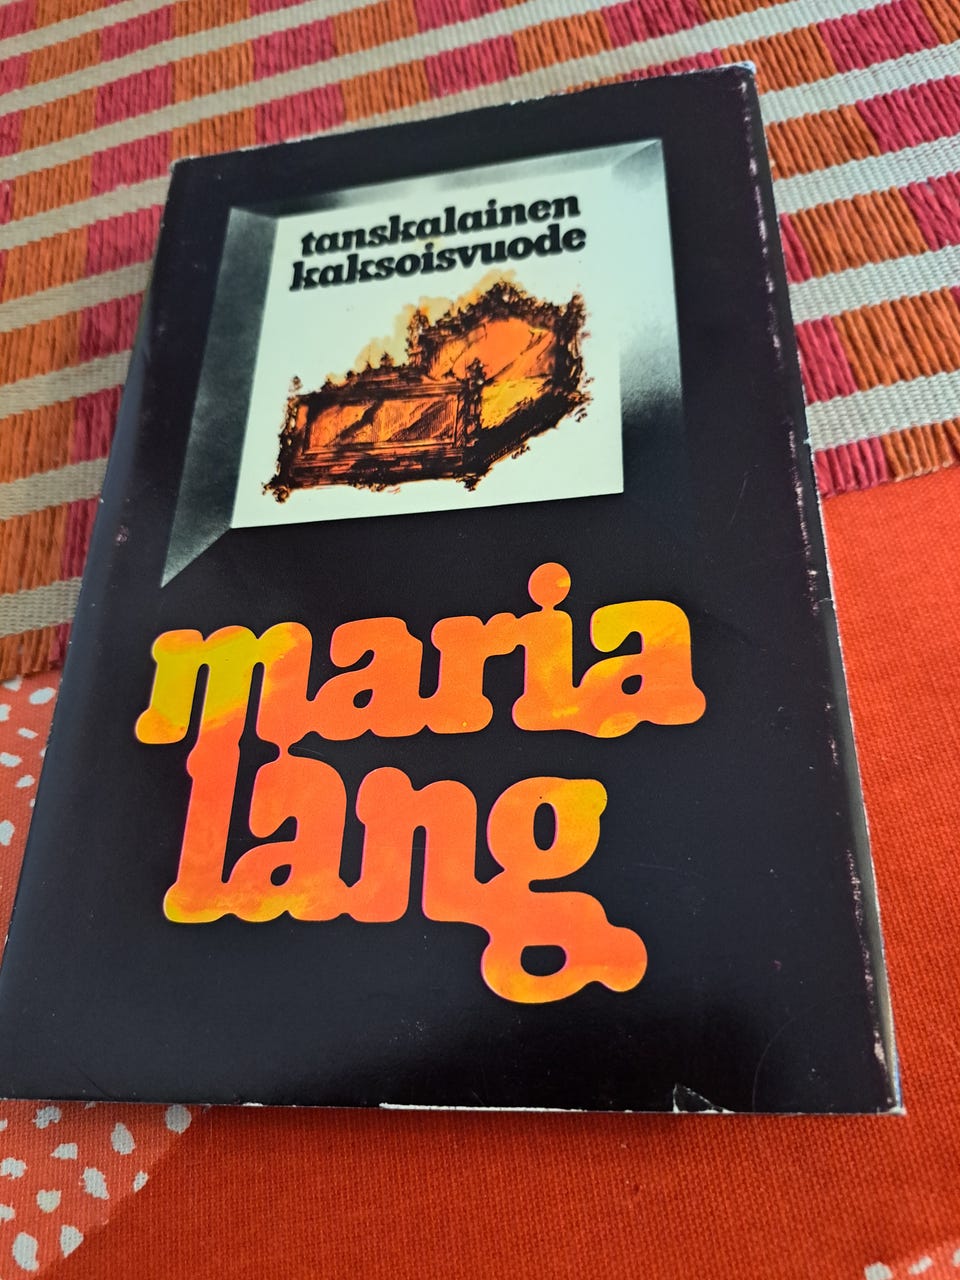 tanskalainen
kaksoisvuode
maria
lang